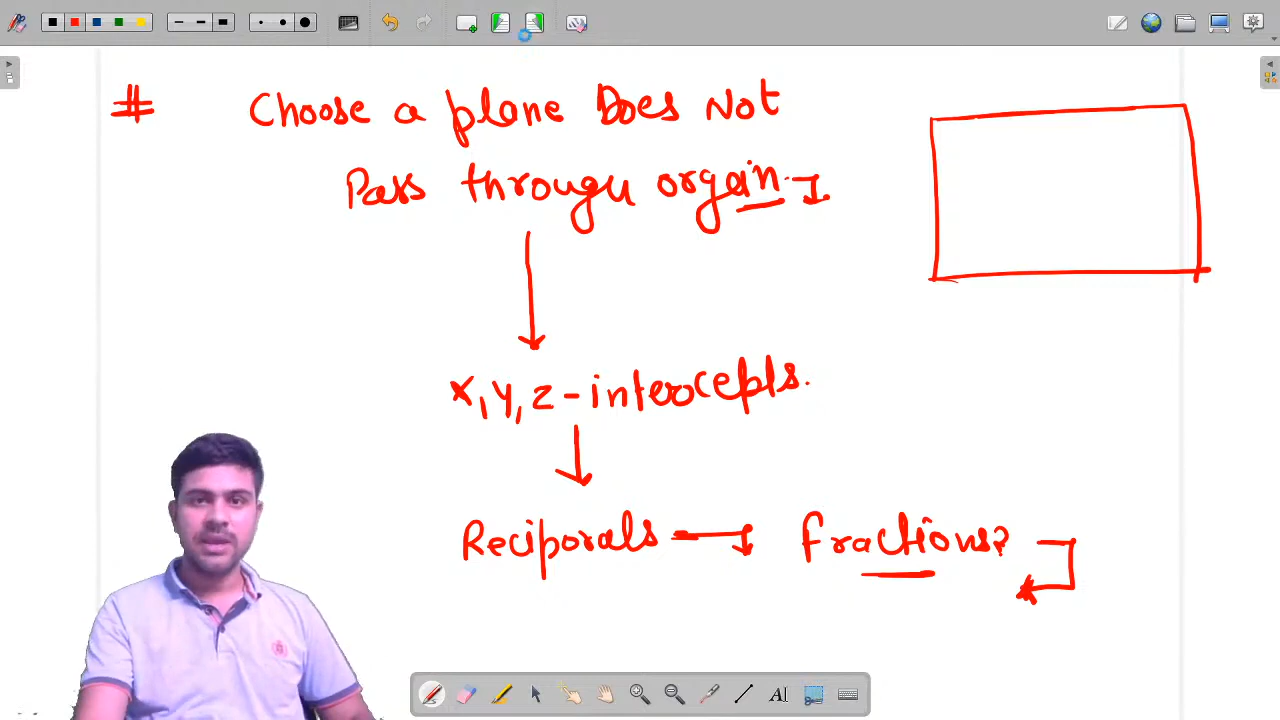 # Choose a plane Does Not
Pass through orgain.
x, y, z - intercepts.
Reciporals → fractions?